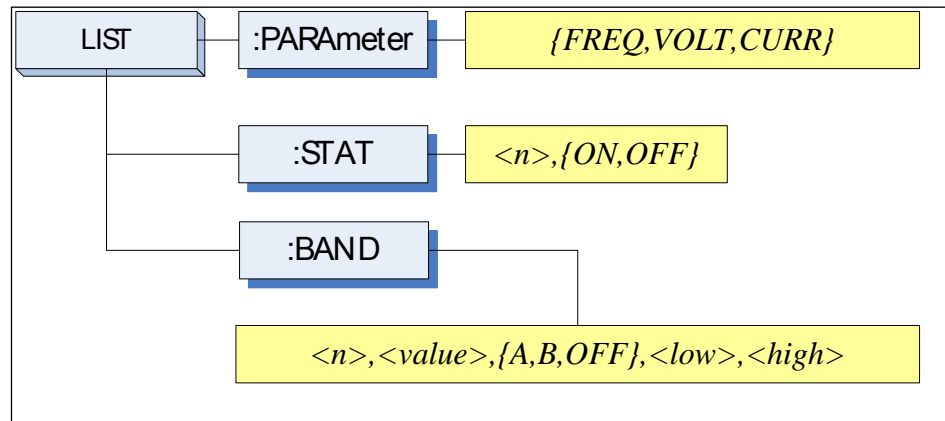 LIST
:PARAmeter
{FREQ,VOLT,CURR}
:STAT
<n>,{ON,OFF}
:BAND
<n>,<value>,{A,B,OFF},<low>,<high>